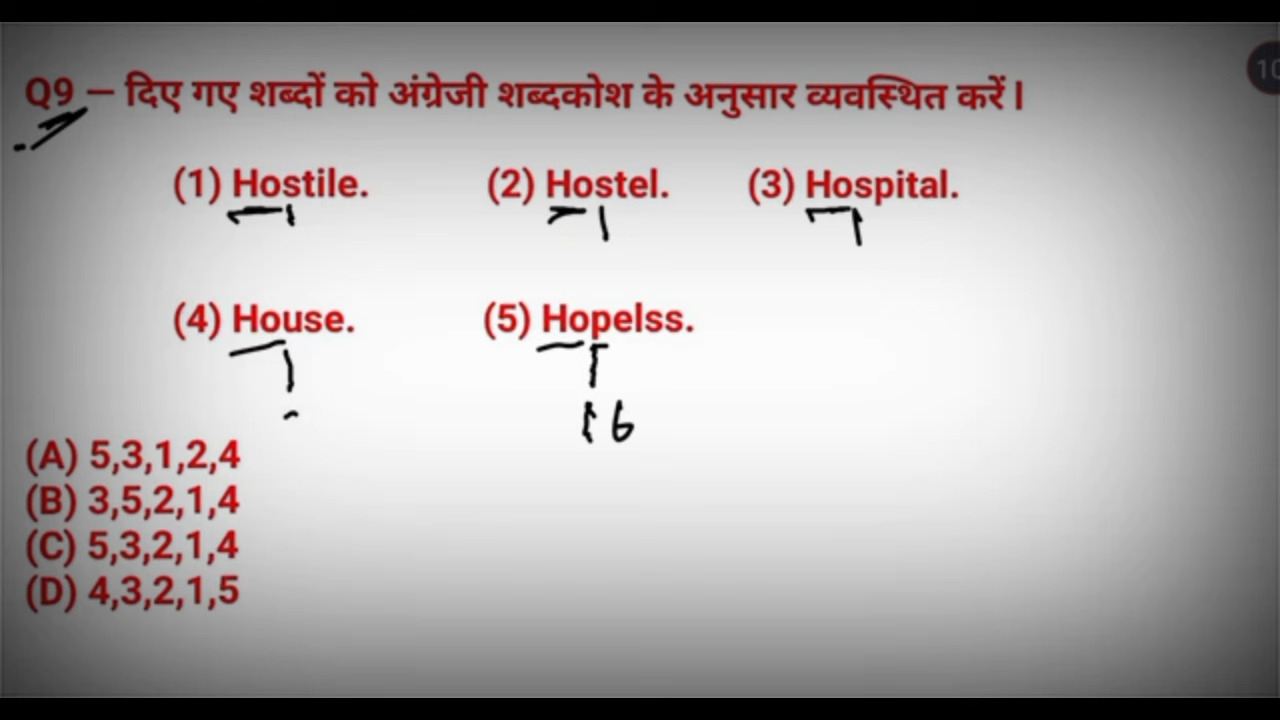 Q9 – दिए गए शब्दों को अंग्रेजी शब्दकोश के अनुसार व्यवस्थित करें ।
10
(1) Hostile. (2) Hostel. (3) Hospital.
(4) House. (5) Hopelss.
16
(A) 5,3,1,2,4
(B) 3,5,2,1,4
(C) 5,3,2,1,4
(D) 4,3,2,1,5